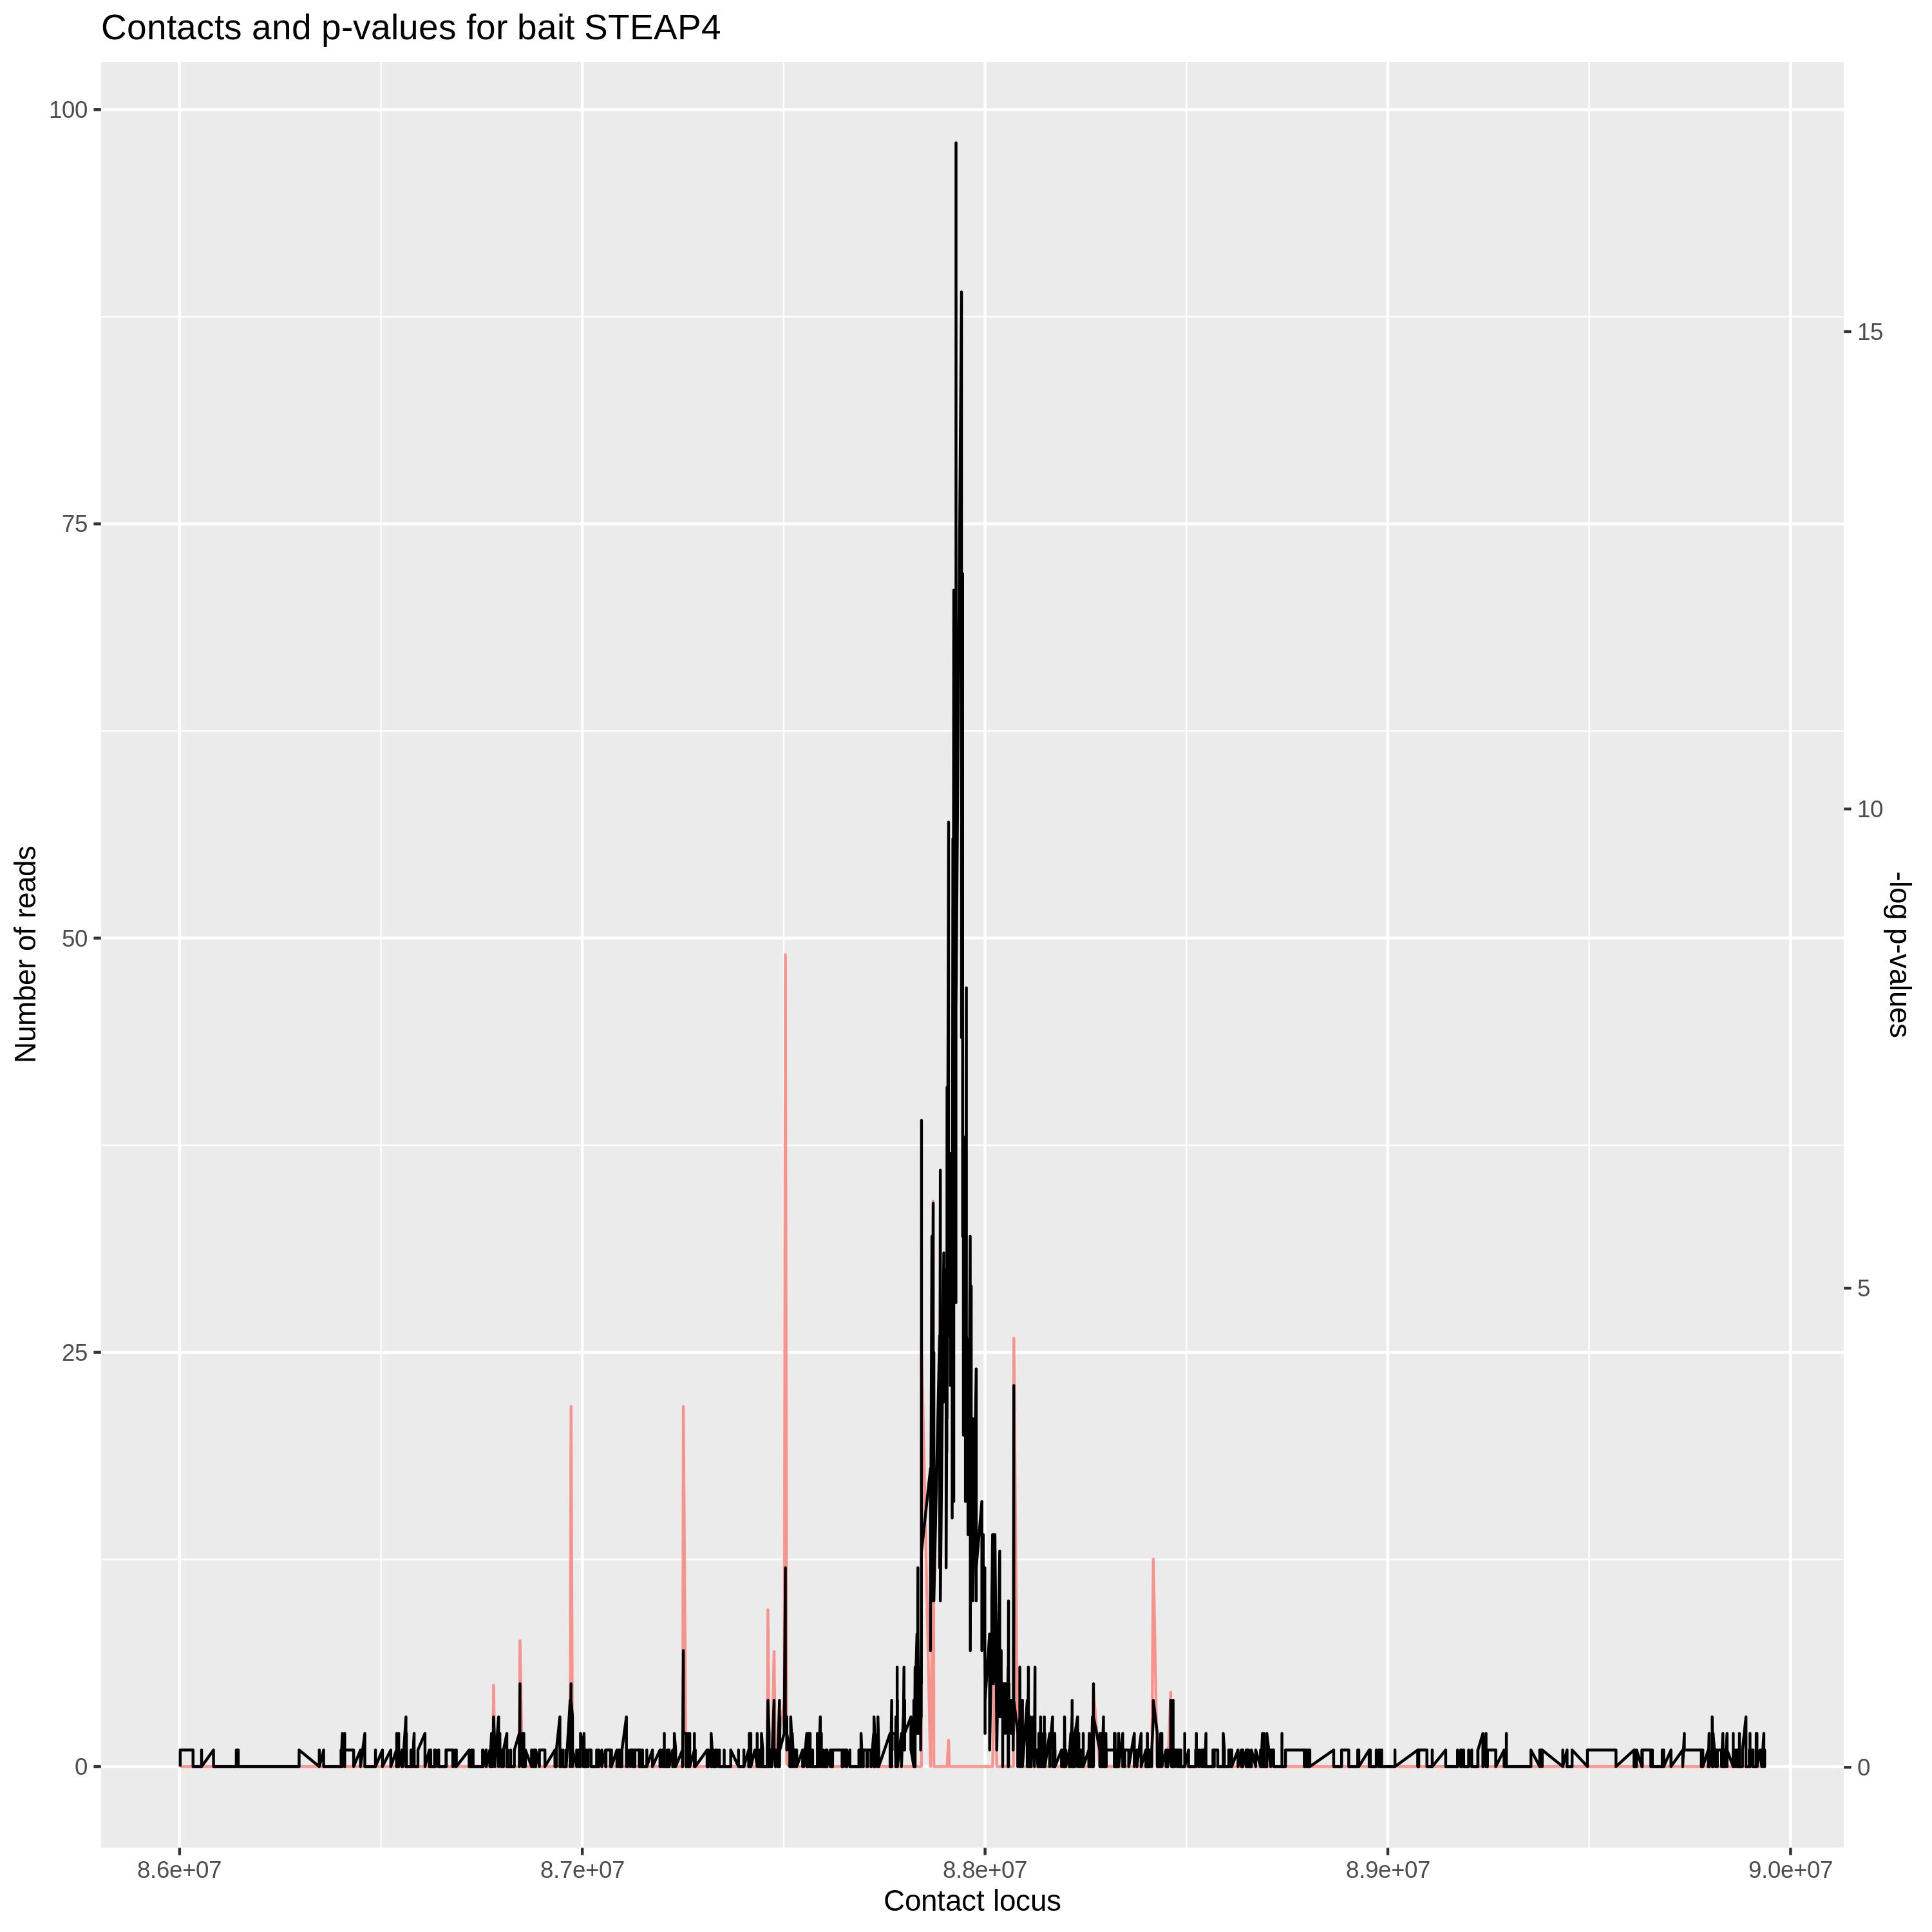 Contacts and p-values for bait STEAP4
100
75
50
25
0
Number of reads
15
10
5
0
-log p-values
8.6e+07 8.7e+07 8.8e+07 8.9e+07 9.0e+07
Contact locus